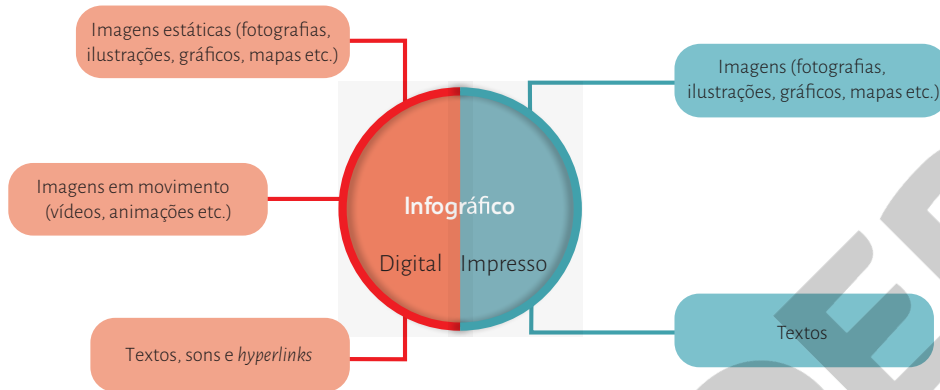 Imagens estáticas (fotografias,
ilustrações, gráficos, mapas etc.)
Imagens (fotografias,
ilustrações, gráficos, mapas etc.)
Imagens em movimento
(vídeos, animações etc.)
Infográfico
Digital
Impresso
Textos, sons e hyperlinks
Textos